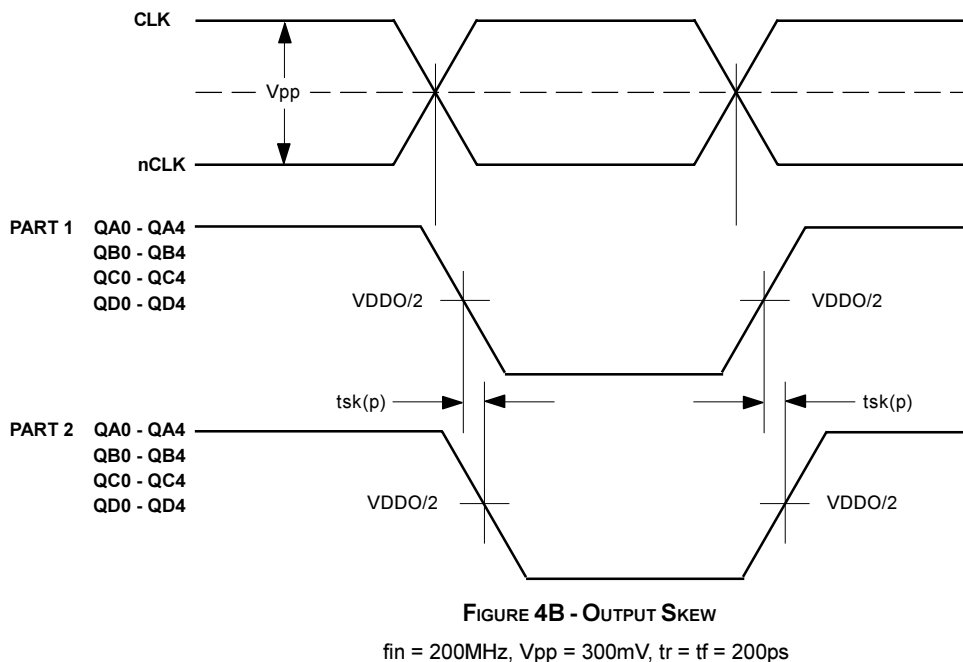 CLK
Vpp
nCLK
PART 1 QA0 - QA4
QB0 - QB4
QC0 - QC4
QD0 - QD4
VDDO/2
VDDO/2
tsk(p)
tsk(p)
PART 2 QA0 - QA4
QB0 - QB4
QC0 - QC4
QD0 - QD4
VDDO/2
VDDO/2
FIGURE 4B - OUTPUT SKEW
fin = 200MHz, Vpp = 300mV, tr = tf = 200ps